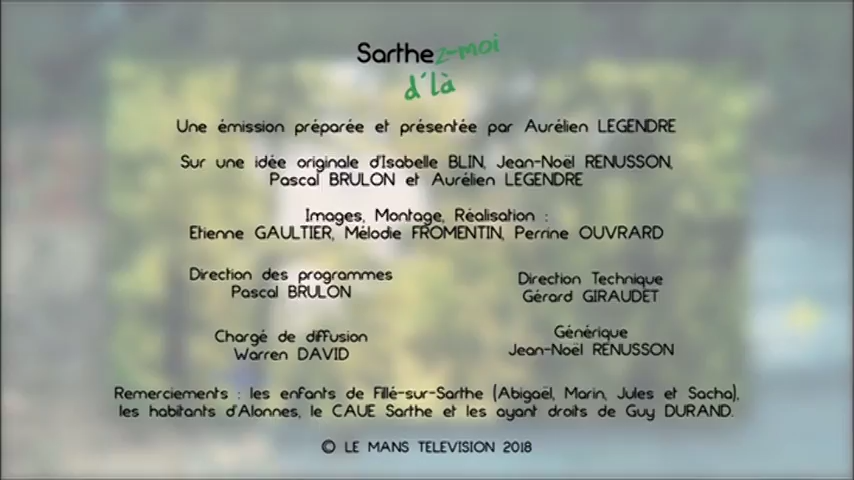 Sarthez-moi
d'là
Une émission préparée et présentée par Aurélien LEGENDRE
Sur une idée originale d'Isabelle BLIN, Jean-Noël RENUSSON,
Pascal BRULON et Aurélien LEGENDRE
Images, Montage, Réalisation :
Etienne GAULTIER, Mélodie FROMENTIN, Perrine OUVRARD
Direction des programmes
Pascal BRULON
Direction Technique
Gérard GIRAUDET
Chargé de diffusion
Warren DAVID
Générique
Jean-Noël RENUSSON
Remerciements : les enfants de Fillé-sur-Sarthe (Abigaël, Marin, Jules et Sacha),
les habitants d'Alonnes, le CAUE Sarthe et les ayant droits de Guy DURAND.
© LE MANS TELEVISION 2018